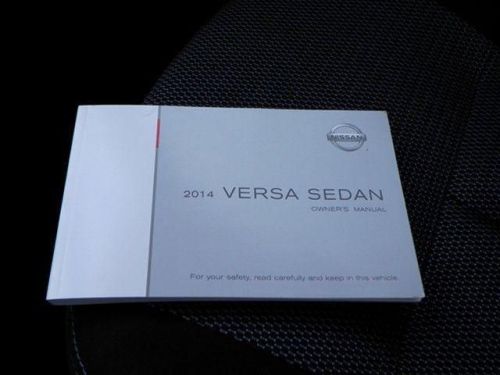 NISSAN
2014 VERSA SEDAN
OWNER'S MANUAL
For your safety, read carefully and keep in this vehicle.